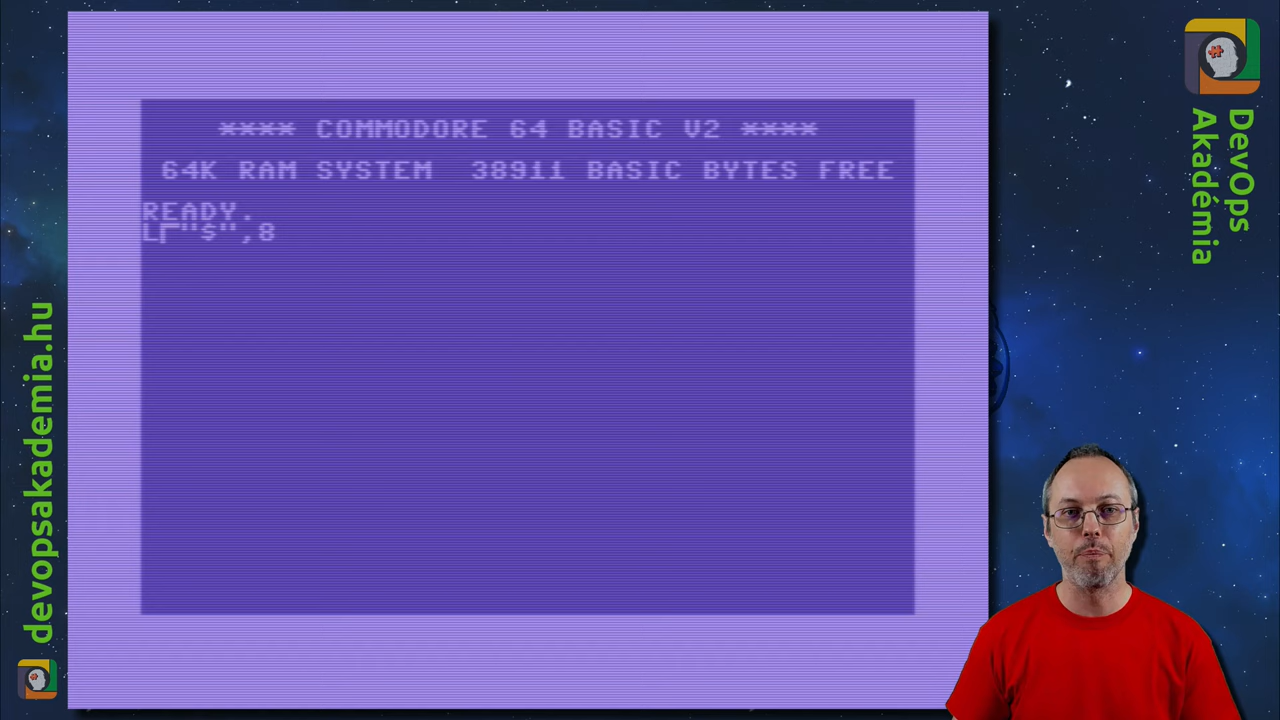 **** COMMODORE 64 BASIC V2 ****
64K RAM SYSTEM  38911 BASIC BYTES FREE
READY.
L┌"$",8
devopsakademia.hu
DevOps
Akadémia